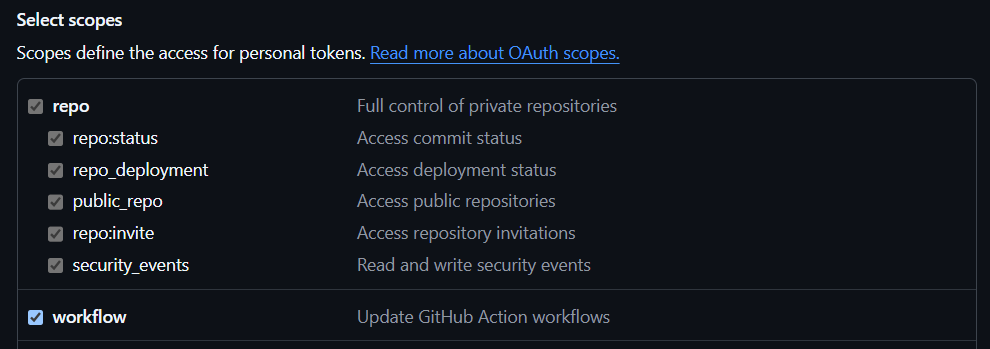 Select scopes
Scopes define the access for personal tokens. Read more about OAuth scopes.
repo Full control of private repositories
repo:status Access commit status
repo_deployment Access deployment status
public_repo Access public repositories
repo:invite Access repository invitations
security_events Read and write security events
workflow Update GitHub Action workflows